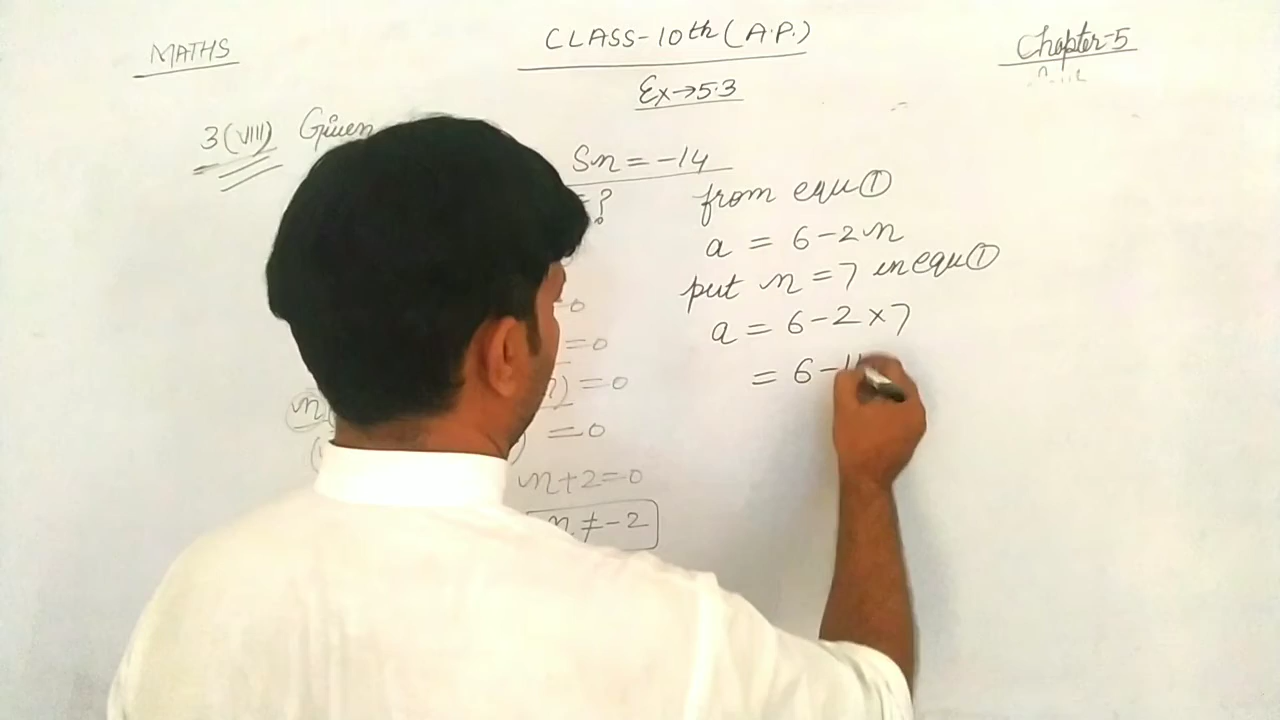 MATHS
CLASS-10th (A.P.)
Chapter-5
Ex→5.3
3(VIII) Given
Sn = -14
= ?
= 0
= 0
) = 0
= 0
n+2=0
n ≠ -2
from equ ①
a = 6-2n
put n = 7 in equ ①
a = 6-2×7
= 6-1